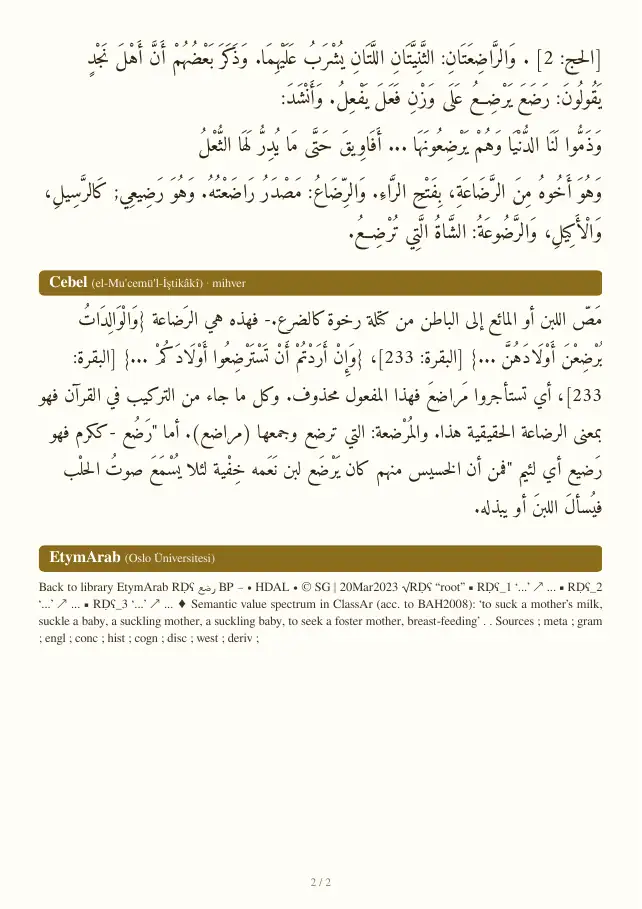 [الحج: 2] . وَالرَّاضِعَتَانِ: الثَّنِيَّتَانِ اللَّتَانِ يُشْرَبُ عَلَيْهِمَا. وَذَكَرَ بَعْضُهُمْ أَنَّ أَهْلَ نَجْدٍ
يَقُولُونَ: رَضَعَ يَرْضِعُ عَلَى وَزْنِ فَعَلَ يَفْعِلُ. وَأَنْشَدَ:
وَذَمُّوا لَنَا الدُّنْيَا وَهُمْ يَرْضِعُونَهَا ... أَفَاوِيقَ حَتَّى مَا يُدِرُّ لَهَا الثُّعْلُ
وَهُوَ أَخُوهُ مِنَ الرَّضَاعَةِ، بِفَتْحِ الرَّاءِ. وَالرِّضَاعُ: مَصْدَرُ رَاضَعْتُهُ. وَهُوَ رَضِيعِي; كَالرَّسِيلِ،
وَالْأَكِيلِ، وَالرَّضُوعَةُ: الشَّاةُ الَّتِي تُرْضِعُ.
Cebel (el-Mu'cemü'l-İştikâkî) · mihver
مَصّ اللبن أو المائع إلى الباطن من كتلة رخوة كالضرع.- فهذه هي الرَضاعة {وَالْوَالِدَاتُ
يُرْضِعْنَ أَوْلَادَهُنَّ ...} [البقرة: 233]، {وَإِنْ أَرَدْتُمْ أَنْ تَسْتَرْضِعُوا أَوْلَادَكُمْ ...} [البقرة:
233]، أي تستأجروا مَراضعَ فهذا المفعول محذوف. وكل ما جاء من التركيب في القرآن فهو
بمعنى الرضاعة الحقيقية هذا. والمُرْضعة: التي ترضع وجمعها (مراضع). أما "رَضُع -ككرم فهو
رَضيع أي لئيم "فمن أن الخسيس منهم كان يَرْضَع لبن نَعَمه خِفْية لئلا يُسْمَعَ صوتُ الحلْب
فيُسألَ اللبنَ أو يبذله.
EtymArab (Oslo Üniversitesi)
Back to library EtymArab RḌʕ رضع BP – • HDAL • © SG | 20Mar2023 √RḌʕ “root” ▪ RḌʕ_1 ‘...’ ↗ ... ▪ RḌʕ_2
‘...’ ↗ ... ▪ RḌʕ_3 ‘...’ ↗ ... ♦ Semantic value spectrum in ClassAr (acc. to BAH2008): ‘to suck a mother’s milk,
suckle a baby, a suckling mother, a suckling baby, to seek a foster mother, breast-feeding’ . . Sources ; meta ; gram
; engl ; conc ; hist ; cogn ; disc ; west ; deriv ;
2 / 2